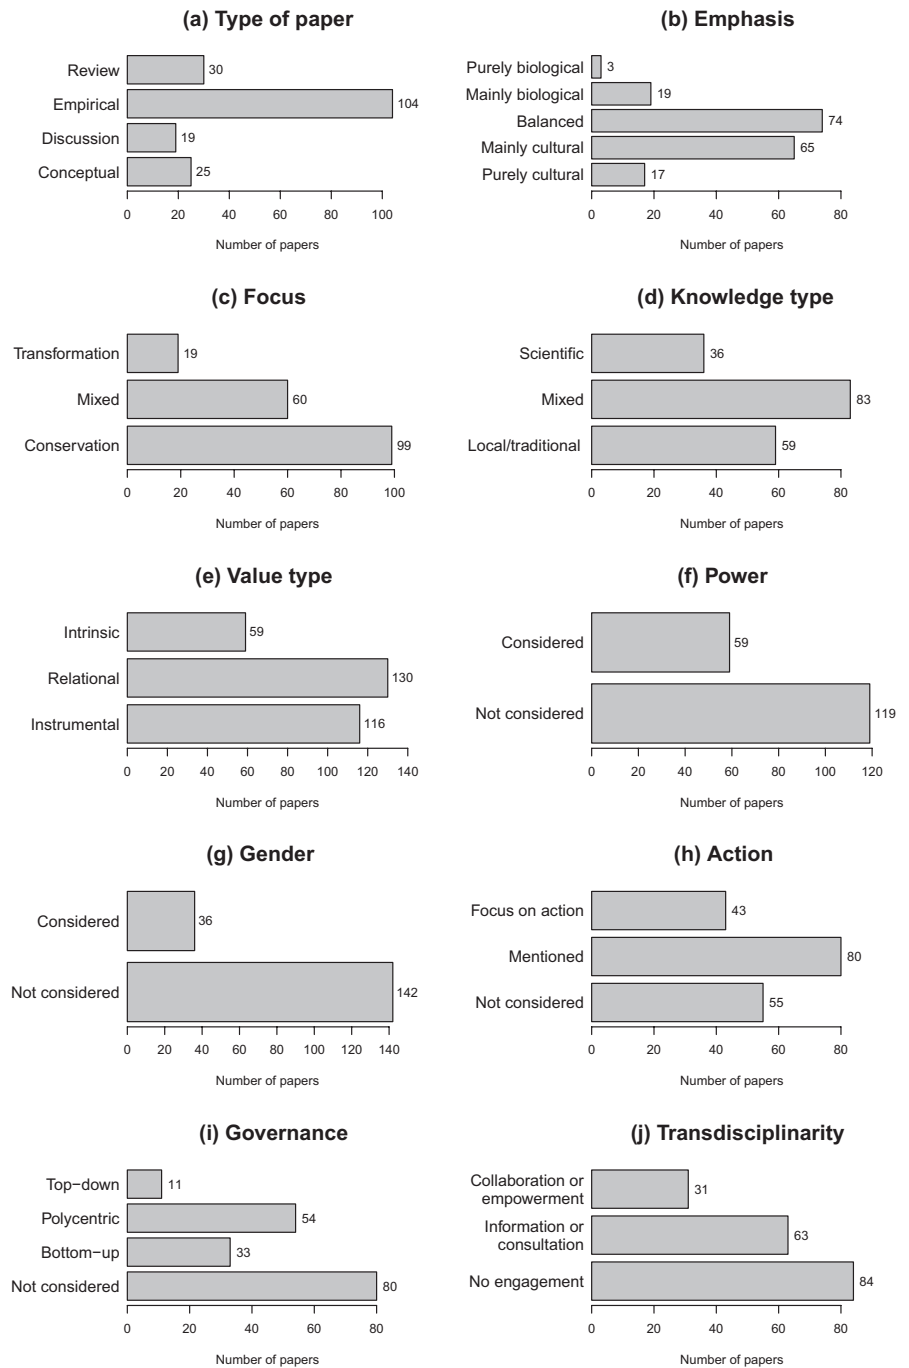 (a) Type of paper
Review 30
Empirical 104
Discussion 19
Conceptual 25
0 20 40 60 80 100
Number of papers
(b) Emphasis
Purely biological 3
Mainly biological 19
Balanced 74
Mainly cultural 65
Purely cultural 17
0 20 40 60 80
Number of papers
(c) Focus
Transformation 19
Mixed 60
Conservation 99
0 20 40 60 80 100
Number of papers
(d) Knowledge type
Scientific 36
Mixed 83
Local/traditional 59
0 20 40 60 80
Number of papers
(e) Value type
Intrinsic 59
Relational 130
Instrumental 116
0 20 40 60 80 100 120 140
Number of papers
(f) Power
Considered 59
Not considered 119
0 20 40 60 80 100 120
Number of papers
(g) Gender
Considered 36
Not considered 142
0 20 40 60 80 100 120 140
Number of papers
(h) Action
Focus on action 43
Mentioned 80
Not considered 55
0 20 40 60 80
Number of papers
(i) Governance
Top−down 11
Polycentric 54
Bottom−up 33
Not considered 80
0 20 40 60 80
Number of papers
(j) Transdisciplinarity
Collaboration or
empowerment 31
Information or
consultation 63
No engagement 84
0 20 40 60 80
Number of papers